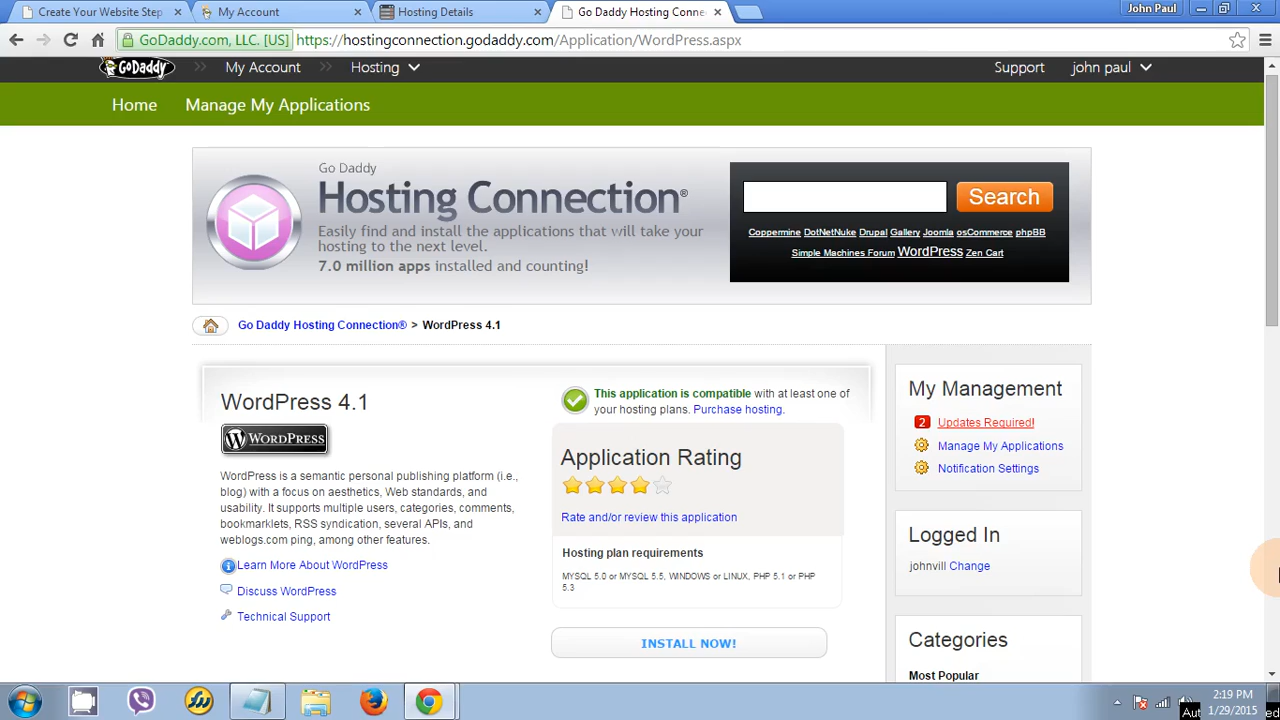 Create Your Website Step
My Account
Hosting Details
Go Daddy Hosting Conne
John Paul
GoDaddy.com, LLC. [US]
https://hostingconnection.godaddy.com/Application/WordPress.aspx
GoDaddy
My Account
Hosting
Support
john paul
Home
Manage My Applications
Go Daddy
Hosting Connection®
Easily find and install the applications that will take your
hosting to the next level.
7.0 million apps installed and counting!
Search
Coppermine DotNetNuke Drupal Gallery Joomla osCommerce phpBB
Simple Machines Forum WordPress Zen Cart
Go Daddy Hosting Connection® > WordPress 4.1
WordPress 4.1
WORDPRESS
WordPress is a semantic personal publishing platform (i.e.,
blog) with a focus on aesthetics, Web standards, and
usability. It supports multiple users, categories, comments,
bookmarklets, RSS syndication, several APIs, and
weblogs.com ping, among other features.
Learn More About WordPress
Discuss WordPress
Technical Support
This application is compatible with at least one of
your hosting plans. Purchase hosting.
Application Rating
Rate and/or review this application
Hosting plan requirements
MYSQL 5.0 or MYSQL 5.5, WINDOWS or LINUX, PHP 5.1 or PHP
5.3
INSTALL NOW!
My Management
2 Updates Required!
Manage My Applications
Notification Settings
Logged In
johnvill Change
Categories
Most Popular
2:19 PM
1/29/2015